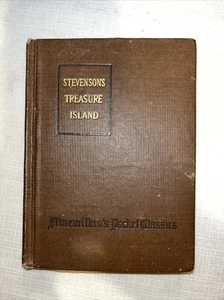 STEVENSON'S
TREASURE
ISLAND
Macmillan's Pocket Classics